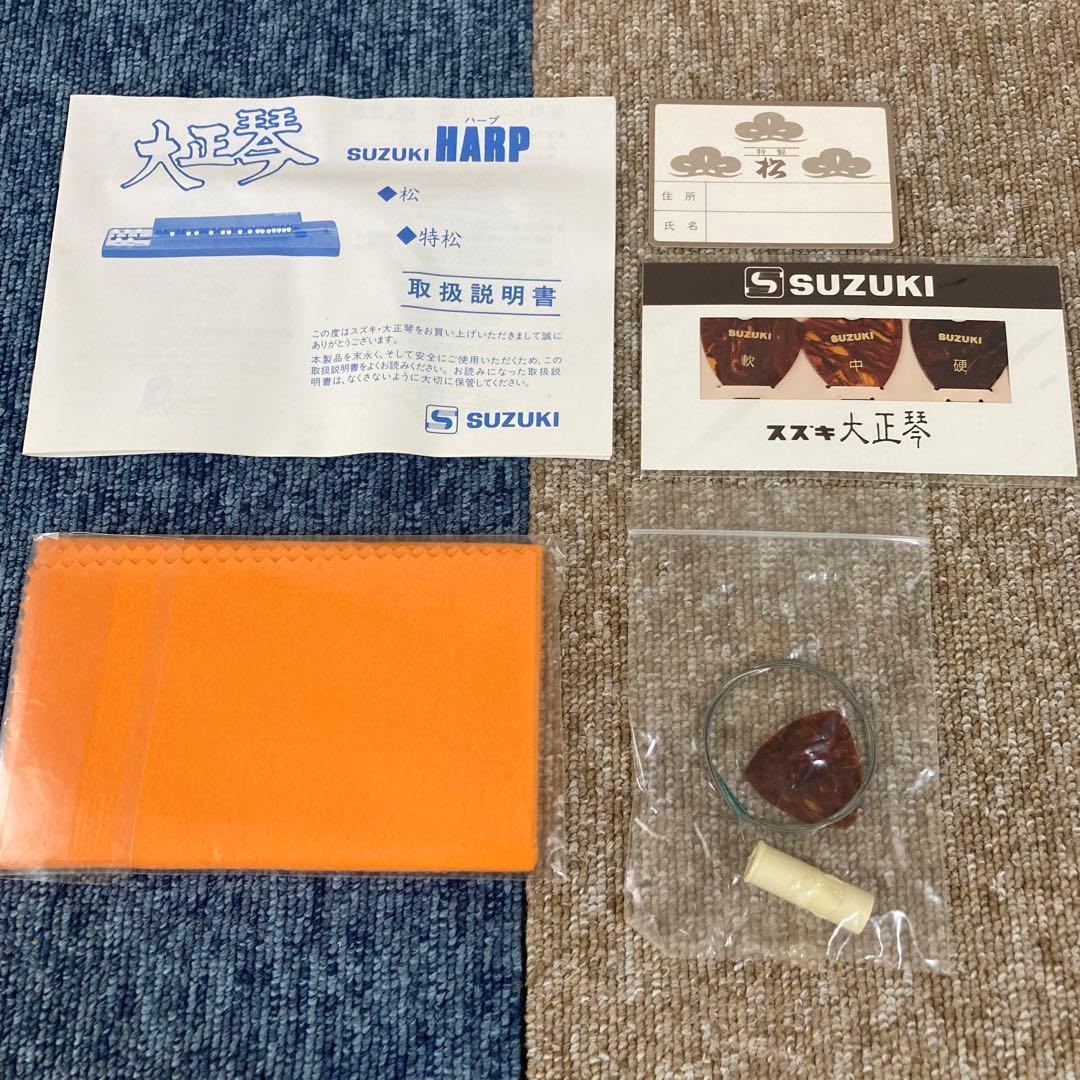 大正琴
ハープ
SUZUKI HARP
◆松
◆特松
取扱説明書
この度はスズキ・大正琴をお買い上げいただきまして誠に
ありがとうございます。
本製品を末永く、そして安全にご使用いただくため、この
取扱説明書をよくお読みください。お読みになった取扱説
明書は、なくさないように大切に保管してください。
S SUZUKI
特製
松
住所
氏名
S SUZUKI
SUZUKI
軟
SUZUKI
中
SUZUKI
硬
スズキ大正琴